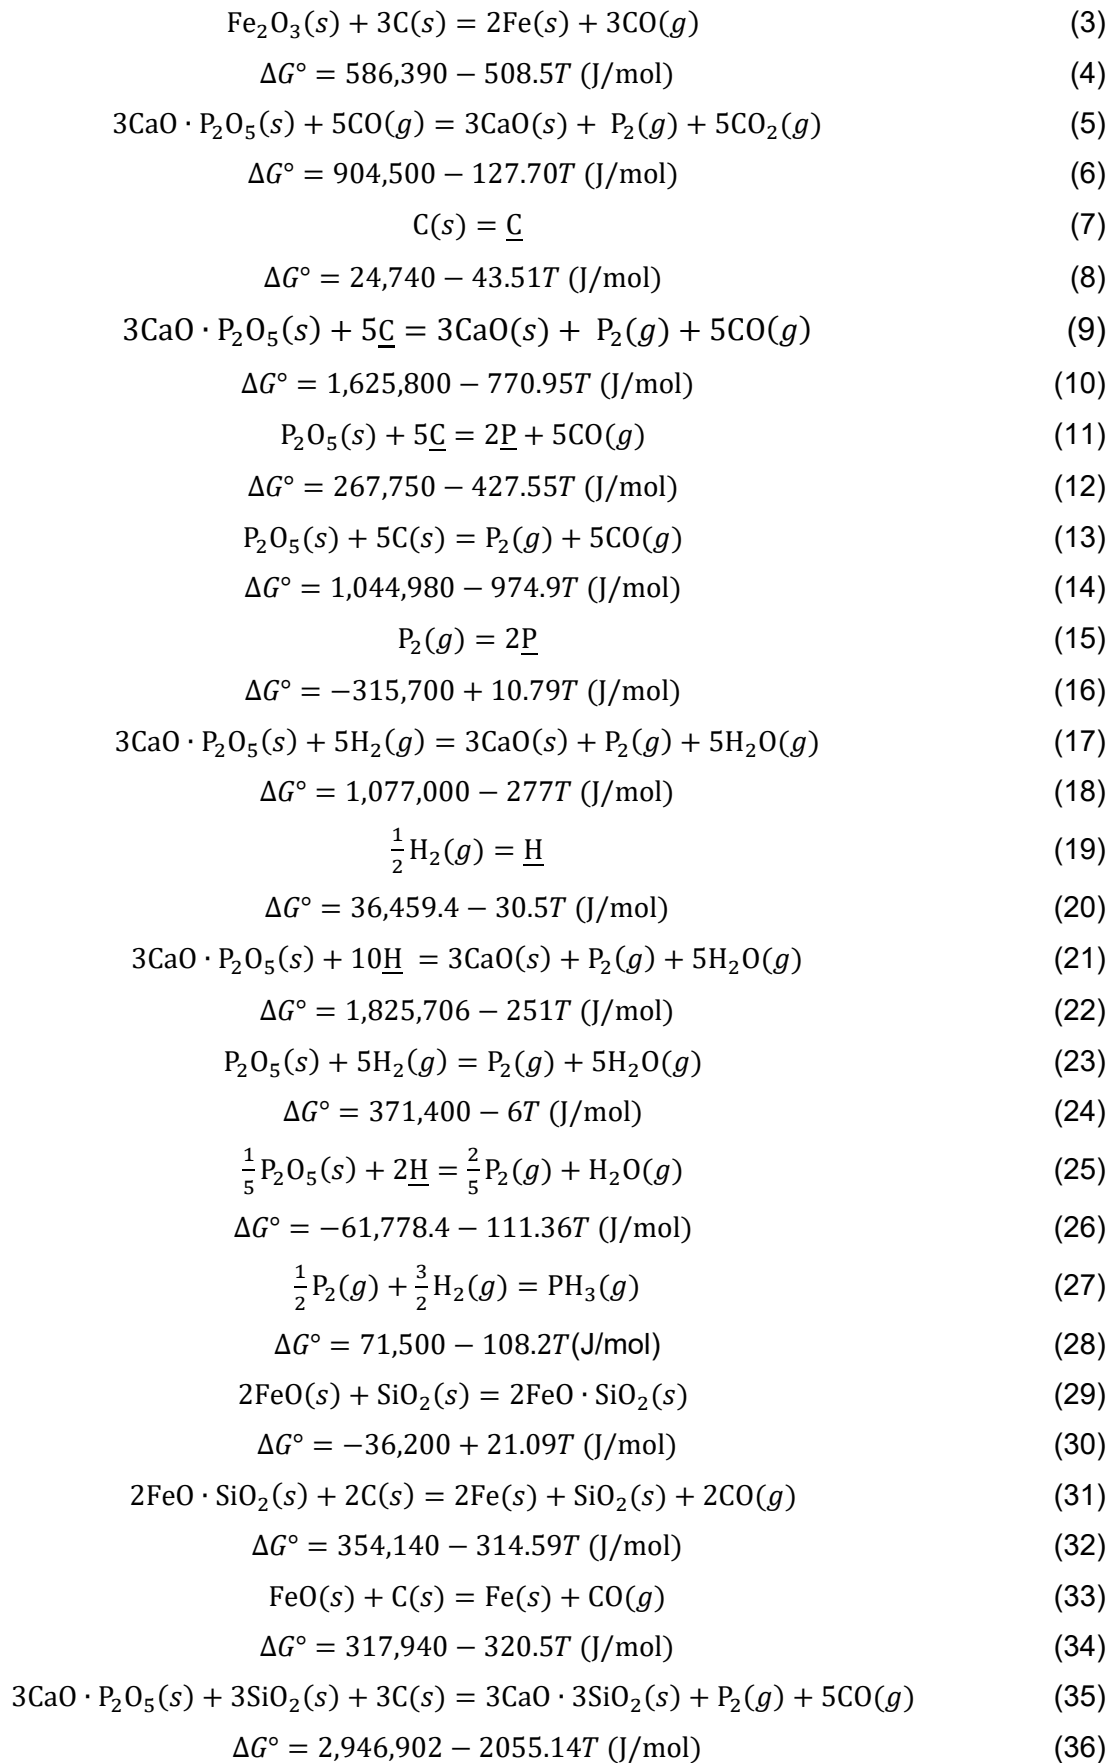 Fe₂O₃(s) + 3C(s) = 2Fe(s) + 3CO(g) (3)
ΔG° = 586,390 − 508.5T (J/mol) (4)
3CaO · P₂O₅(s) + 5CO(g) = 3CaO(s) + P₂(g) + 5CO₂(g) (5)
ΔG° = 904,500 − 127.70T (J/mol) (6)
C(s) = C̲ (7)
ΔG° = 24,740 − 43.51T (J/mol) (8)
3CaO · P₂O₅(s) + 5C̲ = 3CaO(s) + P₂(g) + 5CO(g) (9)
ΔG° = 1,625,800 − 770.95T (J/mol) (10)
P₂O₅(s) + 5C̲ = 2P̲ + 5CO(g) (11)
ΔG° = 267,750 − 427.55T (J/mol) (12)
P₂O₅(s) + 5C(s) = P₂(g) + 5CO(g) (13)
ΔG° = 1,044,980 − 974.9T (J/mol) (14)
P₂(g) = 2P̲ (15)
ΔG° = −315,700 + 10.79T (J/mol) (16)
3CaO · P₂O₅(s) + 5H₂(g) = 3CaO(s) + P₂(g) + 5H₂O(g) (17)
ΔG° = 1,077,000 − 277T (J/mol) (18)
½H₂(g) = H̲ (19)
ΔG° = 36,459.4 − 30.5T (J/mol) (20)
3CaO · P₂O₅(s) + 10H̲ = 3CaO(s) + P₂(g) + 5H₂O(g) (21)
ΔG° = 1,825,706 − 251T (J/mol) (22)
P₂O₅(s) + 5H₂(g) = P₂(g) + 5H₂O(g) (23)
ΔG° = 371,400 − 6T (J/mol) (24)
⅕P₂O₅(s) + 2H̲ = ⅖P₂(g) + H₂O(g) (25)
ΔG° = −61,778.4 − 111.36T (J/mol) (26)
½P₂(g) + 3/2H₂(g) = PH₃(g) (27)
ΔG° = 71,500 − 108.2T(J/mol) (28)
2FeO(s) + SiO₂(s) = 2FeO · SiO₂(s) (29)
ΔG° = −36,200 + 21.09T (J/mol) (30)
2FeO · SiO₂(s) + 2C(s) = 2Fe(s) + SiO₂(s) + 2CO(g) (31)
ΔG° = 354,140 − 314.59T (J/mol) (32)
FeO(s) + C(s) = Fe(s) + CO(g) (33)
ΔG° = 317,940 − 320.5T (J/mol) (34)
3CaO · P₂O₅(s) + 3SiO₂(s) + 3C(s) = 3CaO · 3SiO₂(s) + P₂(g) + 5CO(g) (35)
ΔG° = 2,946,902 − 2055.14T (J/mol) (36)